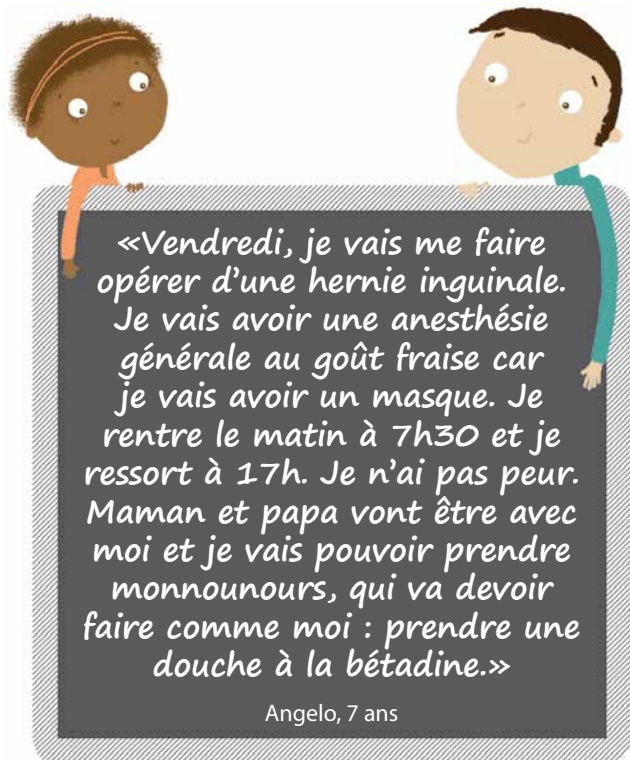 «Vendredi, je vais me faire
opérer d'une hernie inguinale.
Je vais avoir une anesthésie
générale au goût fraise car
je vais avoir un masque. Je
rentre le matin à 7h30 et je
ressort à 17h. Je n'ai pas peur.
Maman et papa vont être avec
moi et je vais pouvoir prendre
monnounours, qui va devoir
faire comme moi : prendre une
douche à la bétadine.»
Angelo, 7 ans